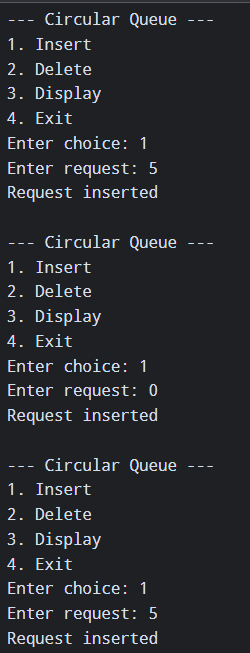 --- Circular Queue ---
1. Insert
2. Delete
3. Display
4. Exit
Enter choice: 1
Enter request: 5
Request inserted

--- Circular Queue ---
1. Insert
2. Delete
3. Display
4. Exit
Enter choice: 1
Enter request: 0
Request inserted

--- Circular Queue ---
1. Insert
2. Delete
3. Display
4. Exit
Enter choice: 1
Enter request: 5
Request inserted